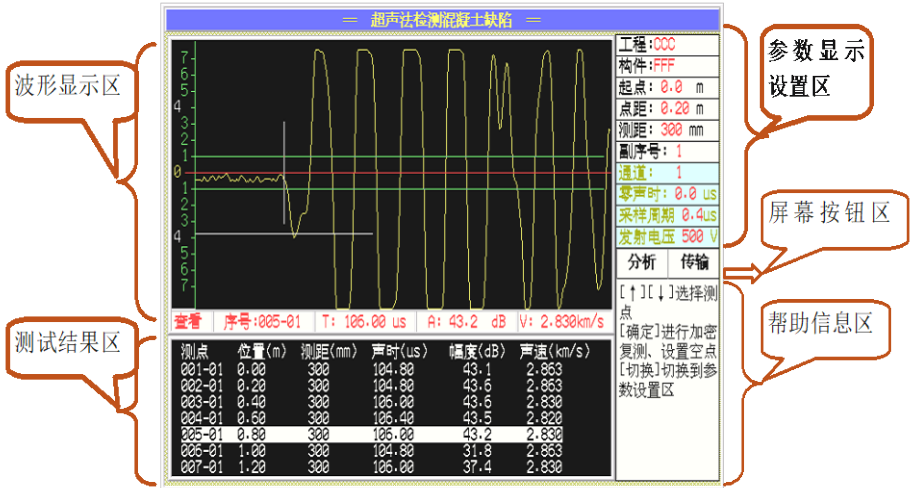 = 超声法检测混凝土缺陷 =
波形显示区
7
6
5
4
3
2
1
0
1
2
3
4
5
6
7
工程:CCC
构件:FFF
起点: 0.0 m
点距: 0.20 m
测距: 300 mm
副序号: 1
通道: 1
零声时: 0.0 us
采样周期 0.4us
发射电压 500 V
分析 传输
[↑][↓]选择测
点
[确定]进行加密
复测、设置空点
[切换]切换到参
数设置区
参数显示
设置区
屏幕按钮区
帮助信息区
查看 序号:005-01 T: 106.00 us A: 43.2 dB V: 2.830km/s
测试结果区
测点 位置(m) 测距(mm) 声时(us) 幅度(dB) 声速(km/s)
001-01 0.00 300 104.80 43.1 2.863
002-01 0.20 300 104.80 43.6 2.863
003-01 0.40 300 106.00 43.6 2.830
004-01 0.60 300 106.40 43.5 2.820
005-01 0.80 300 106.00 43.2 2.830
006-01 1.00 300 104.80 31.8 2.863
007-01 1.20 300 106.00 37.4 2.830